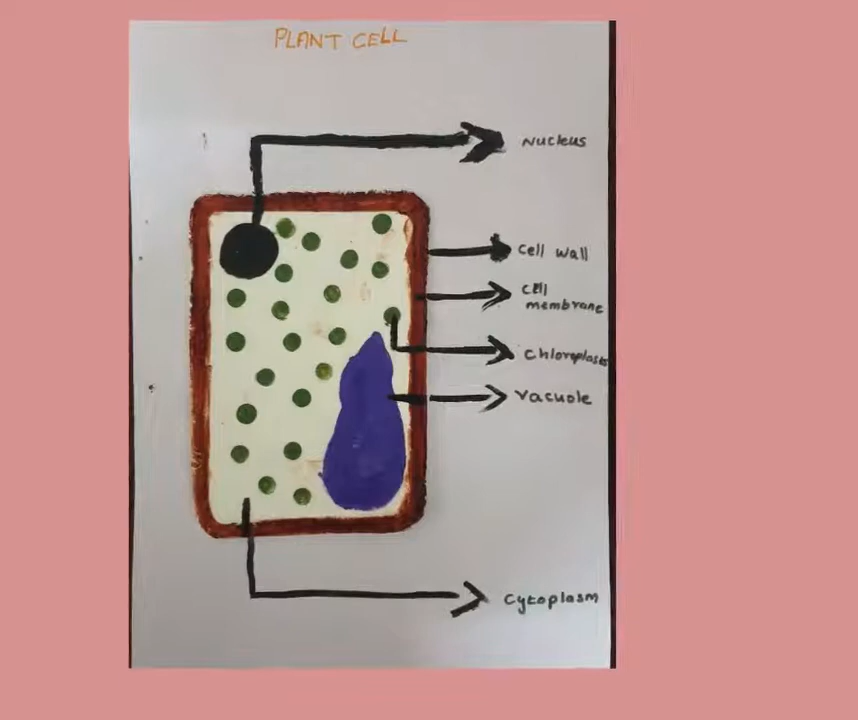 PLANT CELL
Nucleus
Cell wall
Cell
membrane
Chloroplasts
Vacuole
Cytoplasm